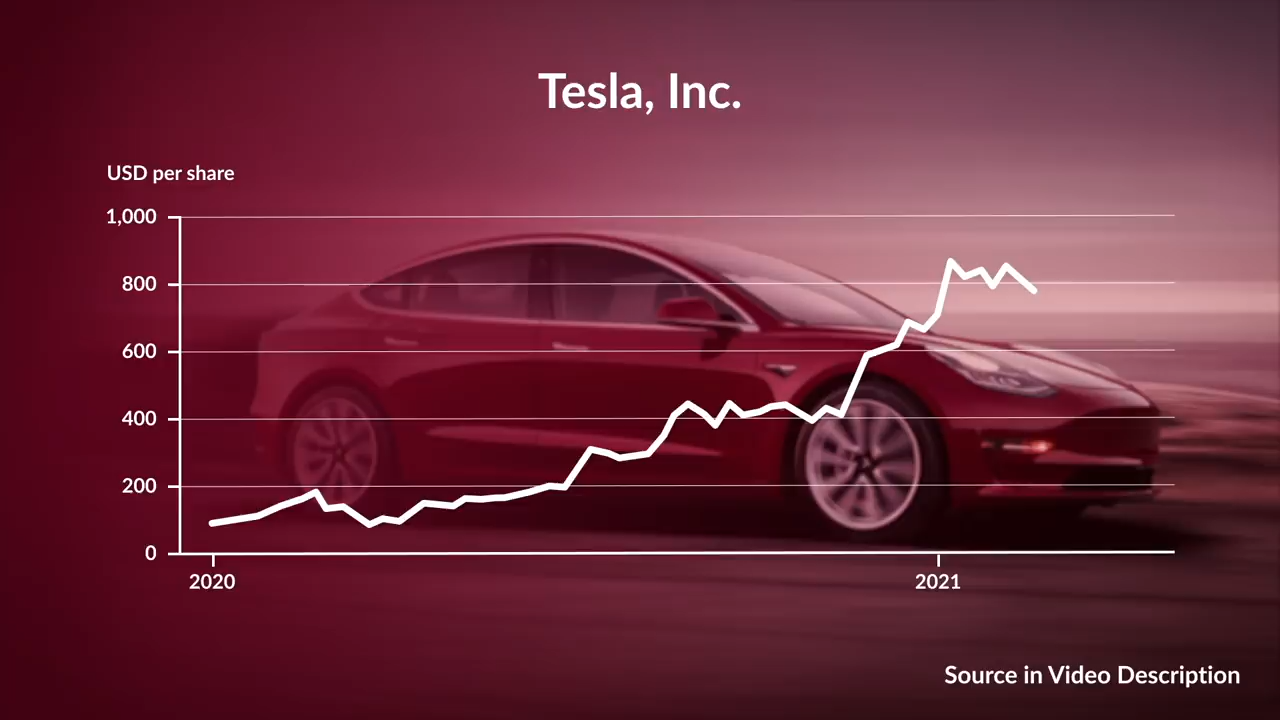 Tesla, Inc.
USD per share
1,000
800
600
400
200
0
2020
2021
Source in Video Description